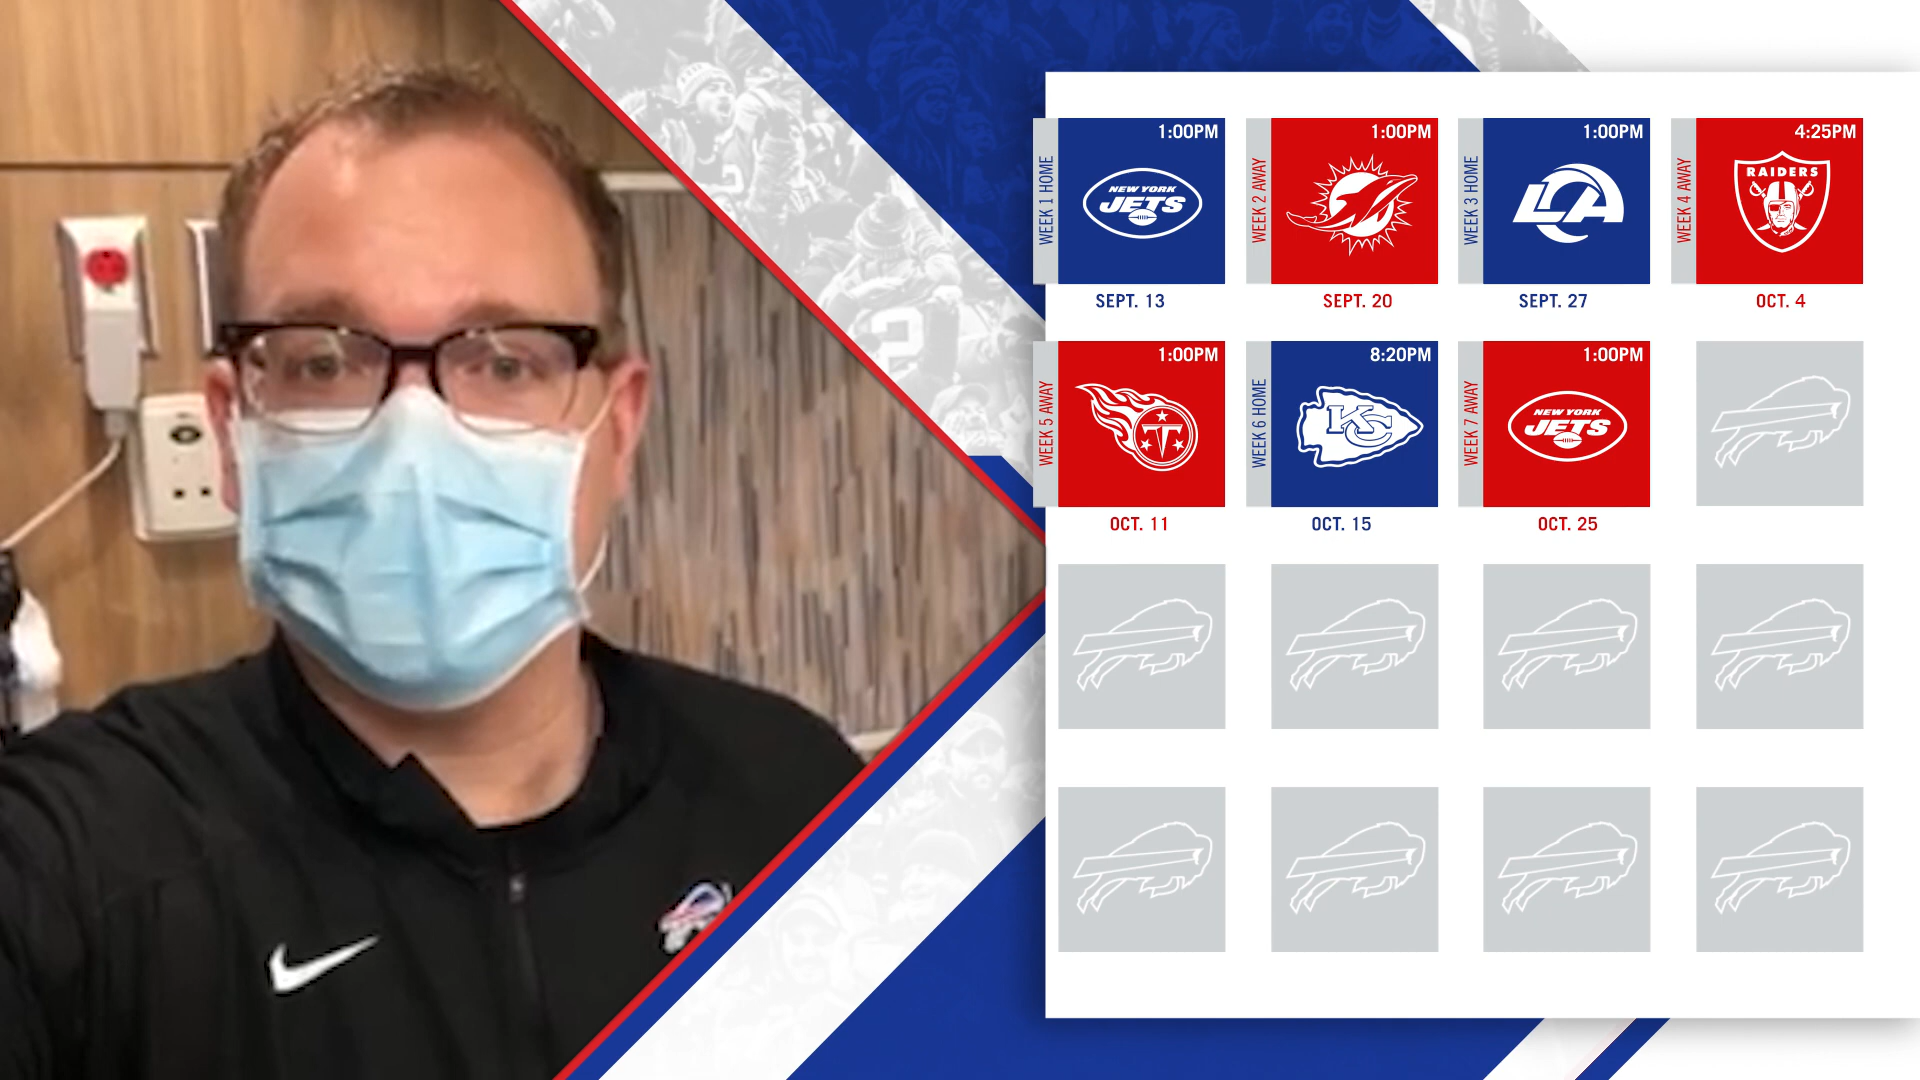 WEEK 1 HOME
1:00PM
NEW YORK
JETS
SEPT. 13
WEEK 2 AWAY
1:00PM
SEPT. 20
WEEK 3 HOME
1:00PM
LA
SEPT. 27
WEEK 4 AWAY
4:25PM
RAIDERS
OCT. 4
WEEK 5 AWAY
1:00PM
T
OCT. 11
WEEK 6 HOME
8:20PM
KC
OCT. 15
WEEK 7 AWAY
1:00PM
NEW YORK
JETS
OCT. 25
2